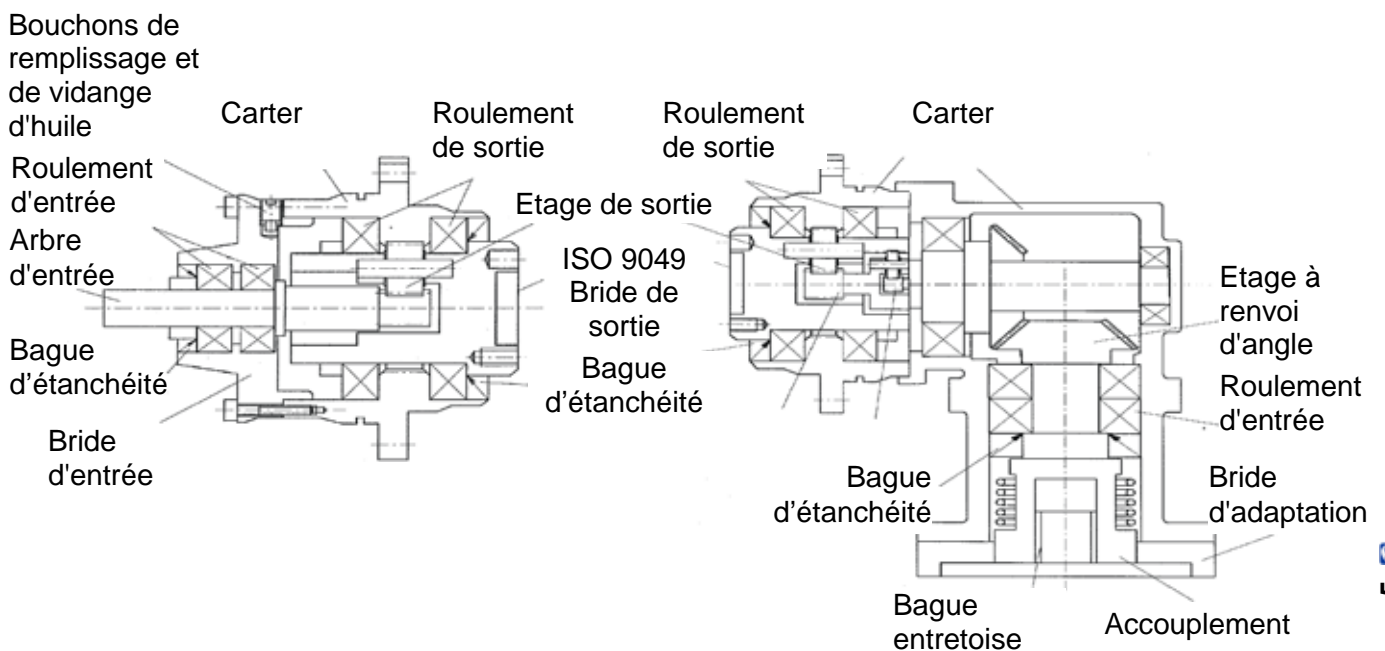 Bouchons de
remplissage et
de vidange
d'huile
Carter
Roulement
de sortie
Roulement
de sortie
Carter
Roulement
d'entrée
Arbre
d'entrée
Etage de sortie
ISO 9049
Bride de
sortie
Etage à
renvoi
d'angle
Bague
d'étanchéité
Bague
d'étanchéité
Roulement
d'entrée
Bride
d'entrée
Bague
d'étanchéité
Bride
d'adaptation
Bague
entretoise
Accouplement